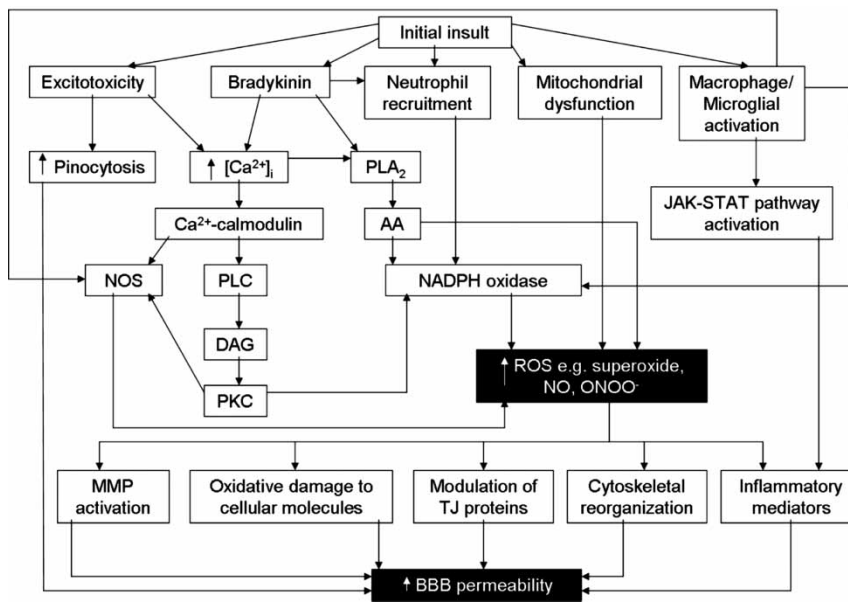 Initial insult
Excitotoxicity
Bradykinin
Neutrophil
recruitment
Mitochondrial
dysfunction
Macrophage/
Microglial
activation
↑ Pinocytosis
↑ [Ca²⁺]ᵢ
PLA₂
JAK-STAT pathway
activation
Ca²⁺-calmodulin
AA
NOS
PLC
NADPH oxidase
DAG
↑ ROS e.g. superoxide,
NO, ONOO⁻
PKC
MMP
activation
Oxidative damage to
cellular molecules
Modulation of
TJ proteins
Cytoskeletal
reorganization
Inflammatory
mediators
↑ BBB permeability